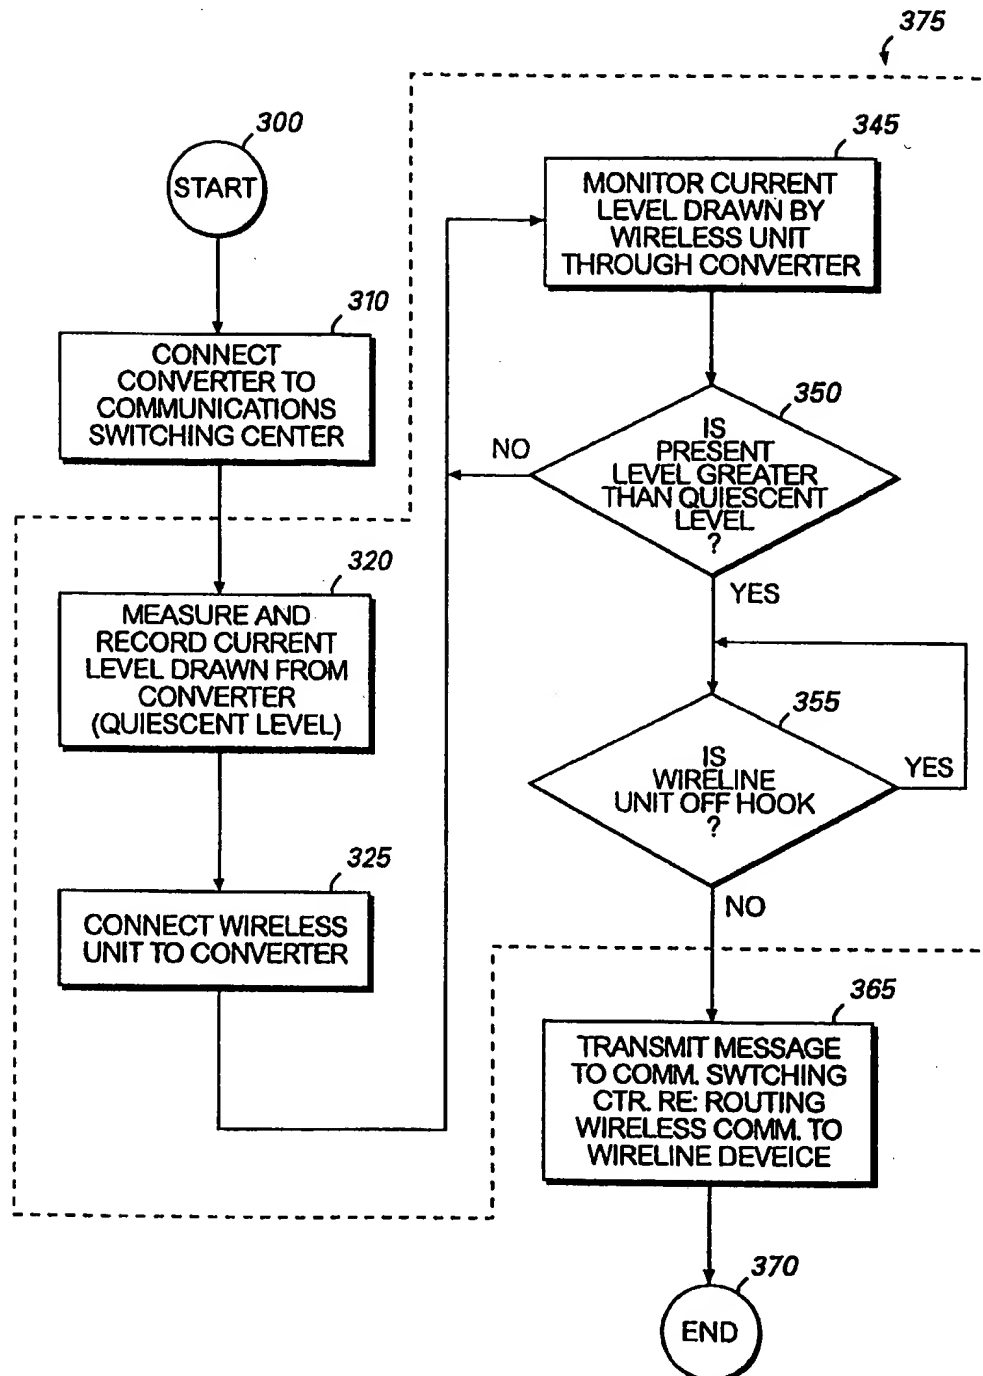 375
300
START
310
CONNECT
CONVERTER TO
COMMUNICATIONS
SWITCHING CENTER
320
MEASURE AND
RECORD CURRENT
LEVEL DRAWN FROM
CONVERTER
(QUIESCENT LEVEL)
325
CONNECT WIRELESS
UNIT TO CONVERTER
345
MONITOR CURRENT
LEVEL DRAWN BY
WIRELESS UNIT
THROUGH CONVERTER
350
IS
PRESENT
LEVEL GREATER
THAN QUIESCENT
LEVEL
?
NO
YES
355
IS
WIRELINE
UNIT OFF HOOK
?
YES
NO
365
TRANSMIT MESSAGE
TO COMM. SWTCHING
CTR. RE: ROUTING
WIRELESS COMM. TO
WIRELINE DEVEICE
370
END